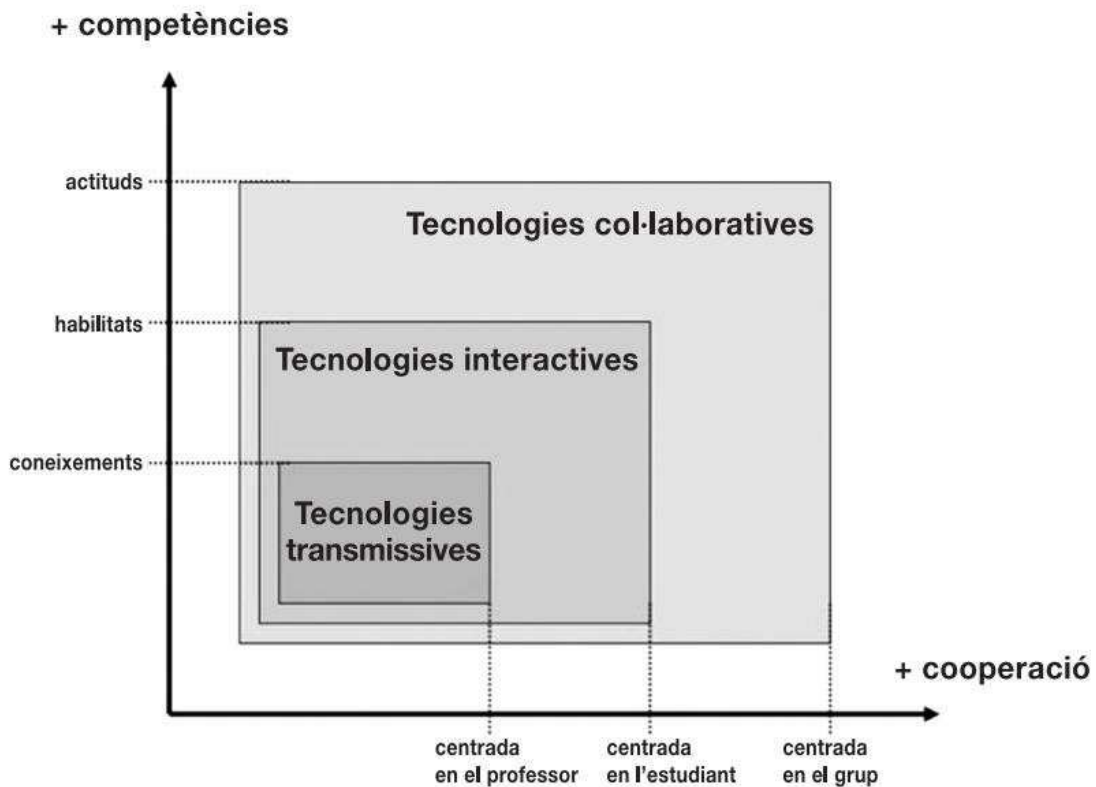 + competències
actituds
Tecnologies col·laboratives
habilitats
Tecnologies interactives
coneixements
Tecnologies
transmissives
+ cooperació
centrada
en el professor
centrada
en l'estudiant
centrada
en el grup